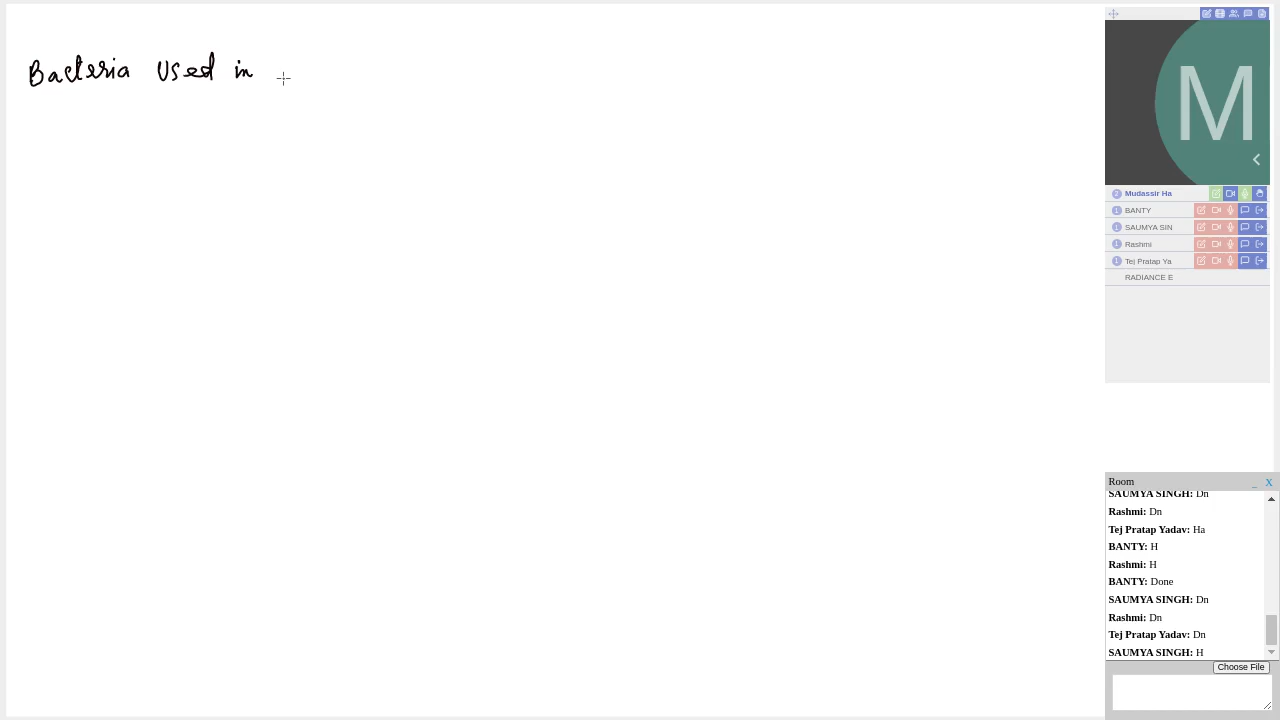 Bacteria Used in
M
Mudassir Ha
BANTY
SAUMYA SIN
Rashmi
Tej Pratap Ya
RADIANCE E
Room
_ X
SAUMYA SINGH: Dn
Rashmi: Dn
Tej Pratap Yadav: Ha
BANTY: H
Rashmi: H
BANTY: Done
SAUMYA SINGH: Dn
Rashmi: Dn
Tej Pratap Yadav: Dn
SAUMYA SINGH: H
Choose File